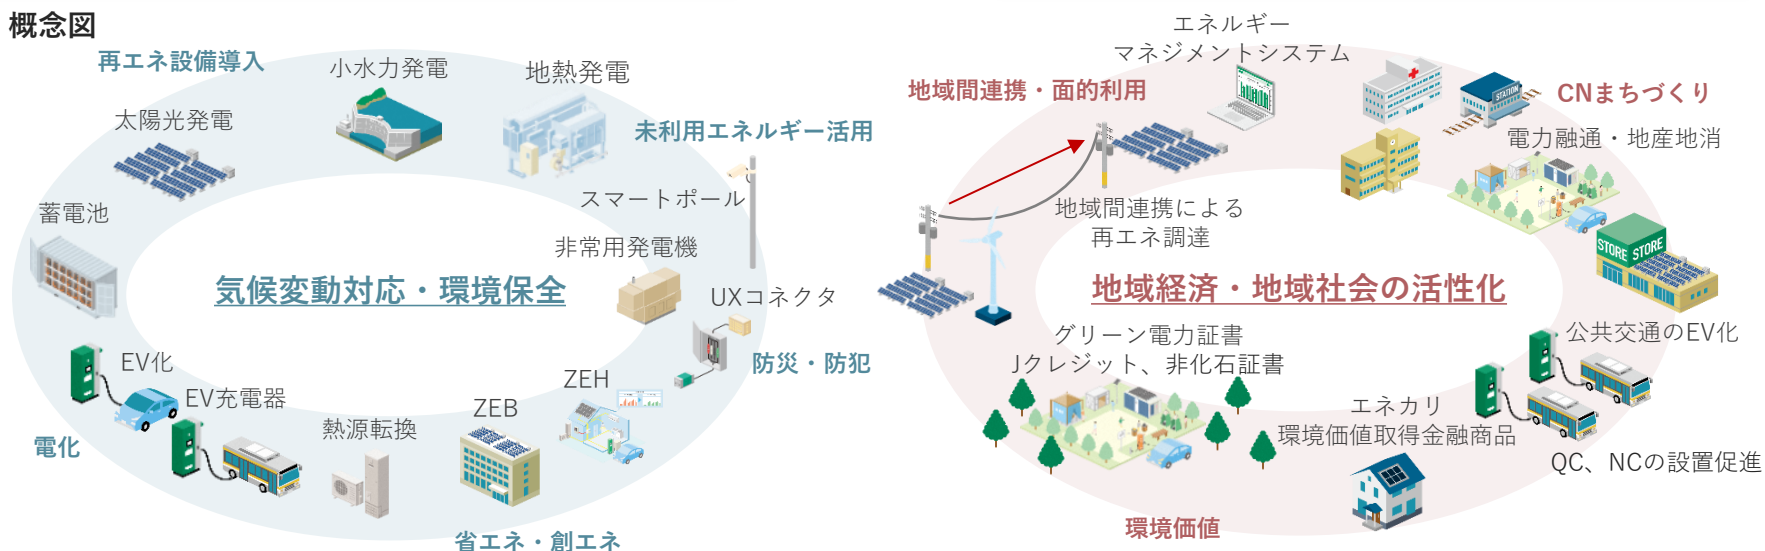 概念図
再エネ設備導入
小水力発電
地熱発電
太陽光発電
未利用エネルギー活用
スマートポール
蓄電池
非常用発電機
気候変動対応・環境保全
UXコネクタ
EV化
防災・防犯
EV充電器
ZEH
ZEB
熱源転換
電化
省エネ・創エネ
エネルギー
マネジメントシステム
地域間連携・面的利用
STATION
CNまちづくり
電力融通・地産地消
地域間連携による
再エネ調達
STORE STORE
地域経済・地域社会の活性化
グリーン電力証書
Jクレジット、非化石証書
公共交通のEV化
エネカリ
環境価値取得金融商品
QC、NCの設置促進
環境価値